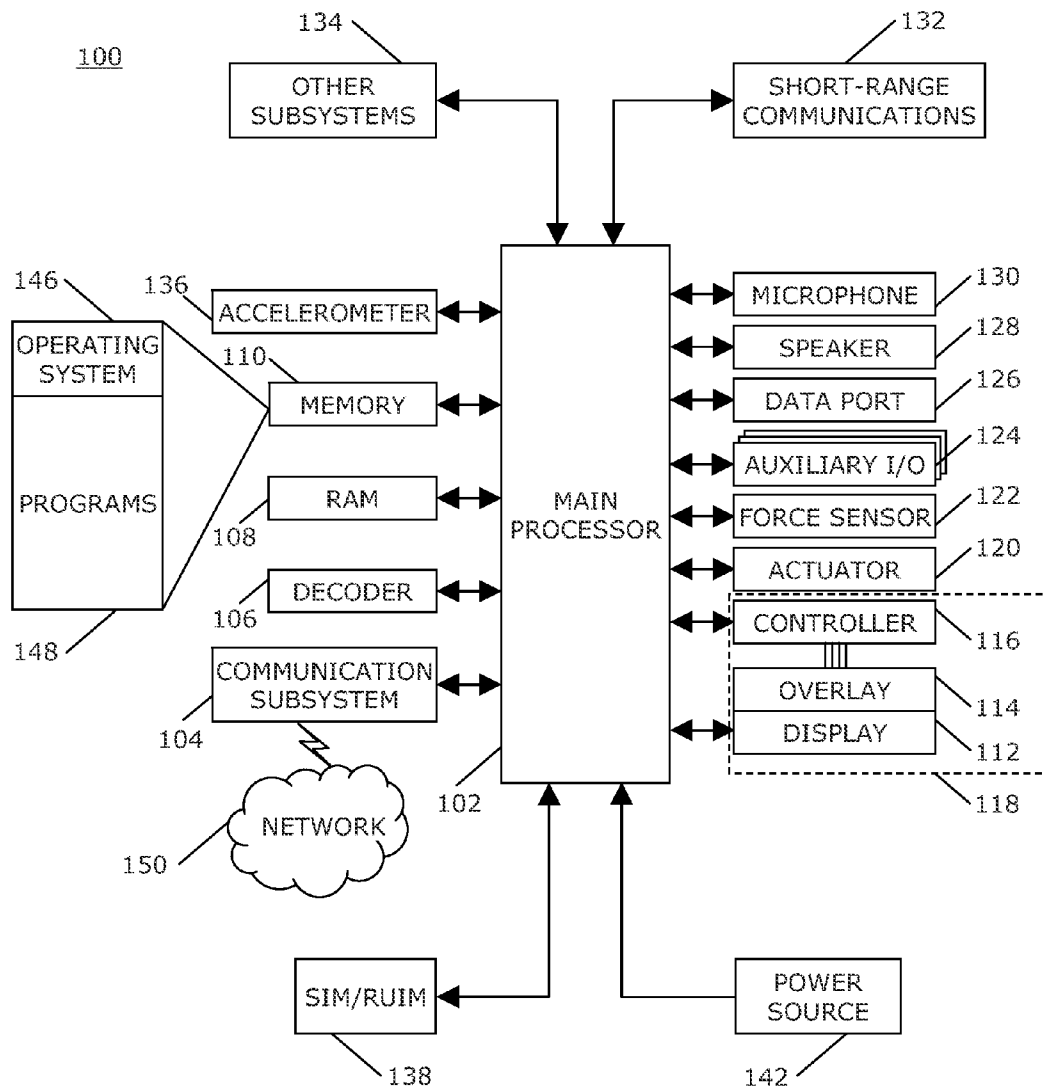 134
132
100
OTHER
SUBSYSTEMS
SHORT-RANGE
COMMUNICATIONS
146
136
ACCELEROMETER
MICROPHONE
130
OPERATING
SYSTEM
110
SPEAKER
128
MEMORY
DATA PORT
126
AUXILIARY I/O
124
PROGRAMS
RAM
108
MAIN
PROCESSOR
FORCE SENSOR
122
ACTUATOR
120
DECODER
106
CONTROLLER
116
148
COMMUNICATION
SUBSYSTEM
104
OVERLAY
114
DISPLAY
112
102
118
NETWORK
150
SIM/RUIM
POWER
SOURCE
138
142